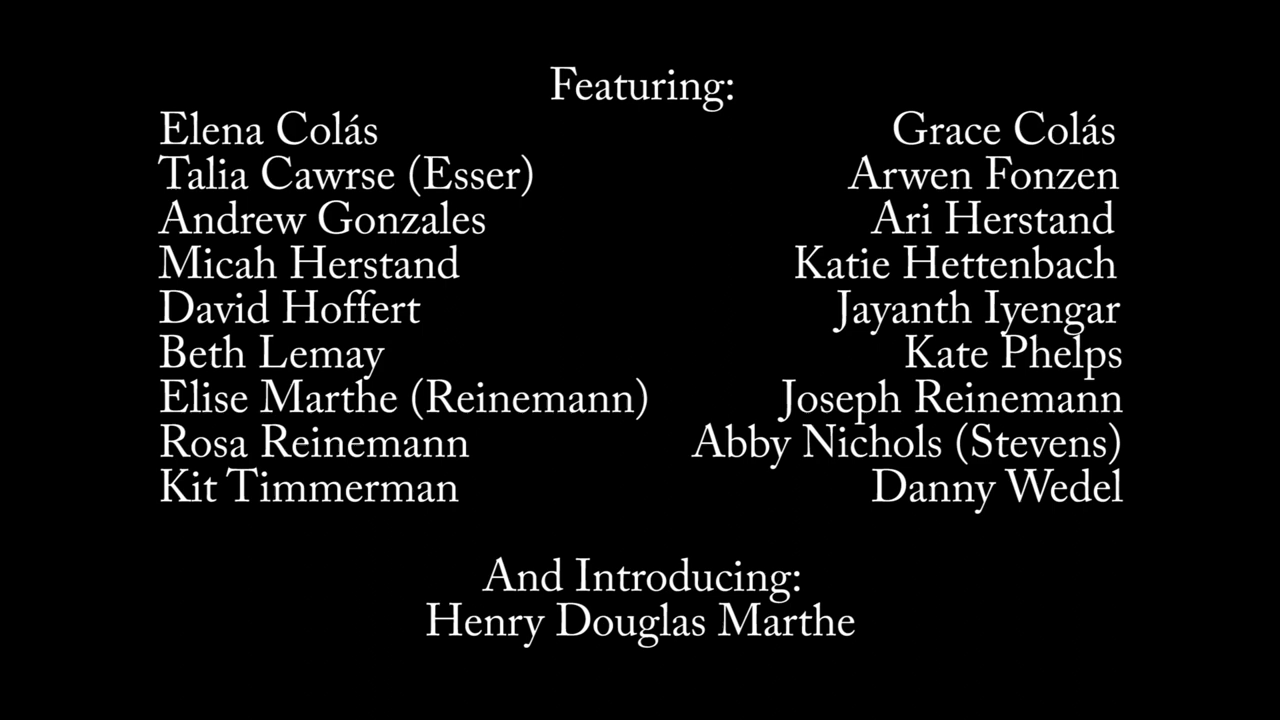 Featuring:
Elena Colás Grace Colás
Talia Cawrse (Esser) Arwen Fonzen
Andrew Gonzales Ari Herstand
Micah Herstand Katie Hettenbach
David Hoffert Jayanth Iyengar
Beth Lemay Kate Phelps
Elise Marthe (Reinemann) Joseph Reinemann
Rosa Reinemann Abby Nichols (Stevens)
Kit Timmerman Danny Wedel
And Introducing:
Henry Douglas Marthe